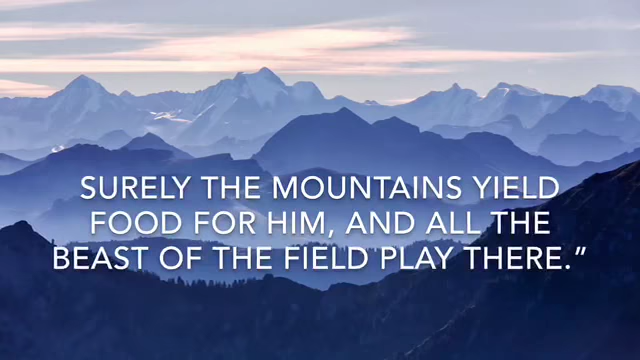 SURELY THE MOUNTAINS YIELD
FOOD FOR HIM, AND ALL THE
BEAST OF THE FIELD PLAY THERE.”